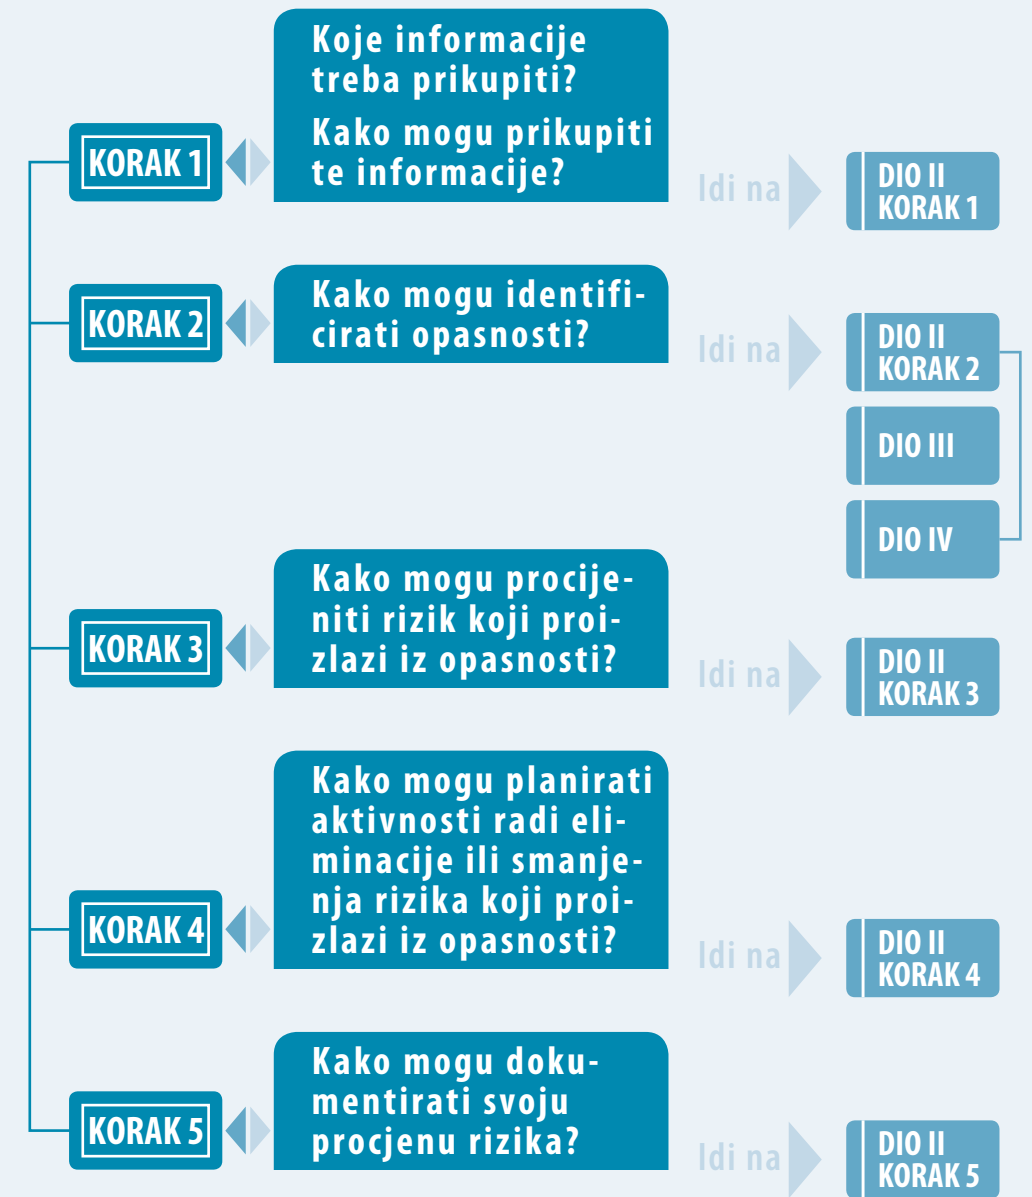 KORAK 1
Koje informacije
treba prikupiti?
Kako mogu prikupiti
te informacije?
Idi na
DIO II
KORAK 1
KORAK 2
Kako mogu identifi-
cirati opasnosti?
Idi na
DIO II
KORAK 2
DIO III
DIO IV
KORAK 3
Kako mogu procije-
niti rizik koji proi-
zlazi iz opasnosti?
Idi na
DIO II
KORAK 3
KORAK 4
Kako mogu planirati
aktivnosti radi eli-
minacije ili smanje-
nja rizika koji proi-
zlazi iz opasnosti?
Idi na
DIO II
KORAK 4
KORAK 5
Kako mogu doku-
mentirati svoju
procjenu rizika?
Idi na
DIO II
KORAK 5